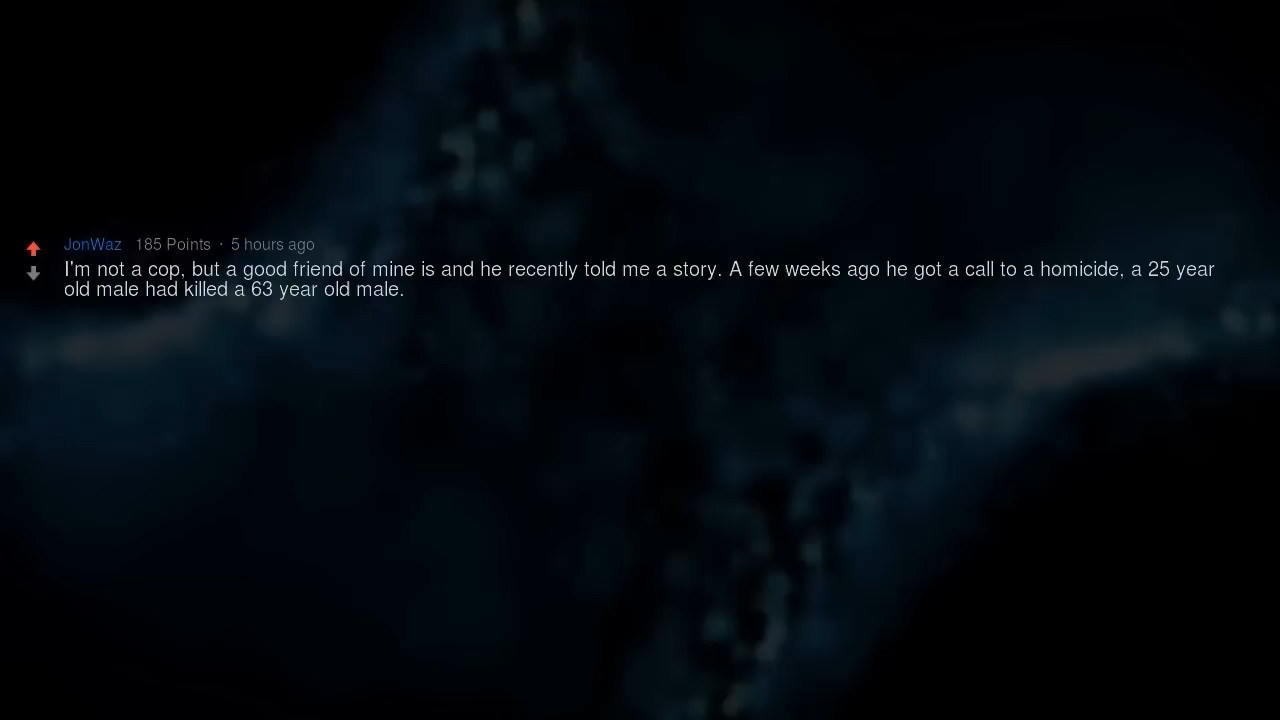 JonWaz 185 Points · 5 hours ago
I'm not a cop, but a good friend of mine is and he recently told me a story. A few weeks ago he got a call to a homicide, a 25 year
old male had killed a 63 year old male.